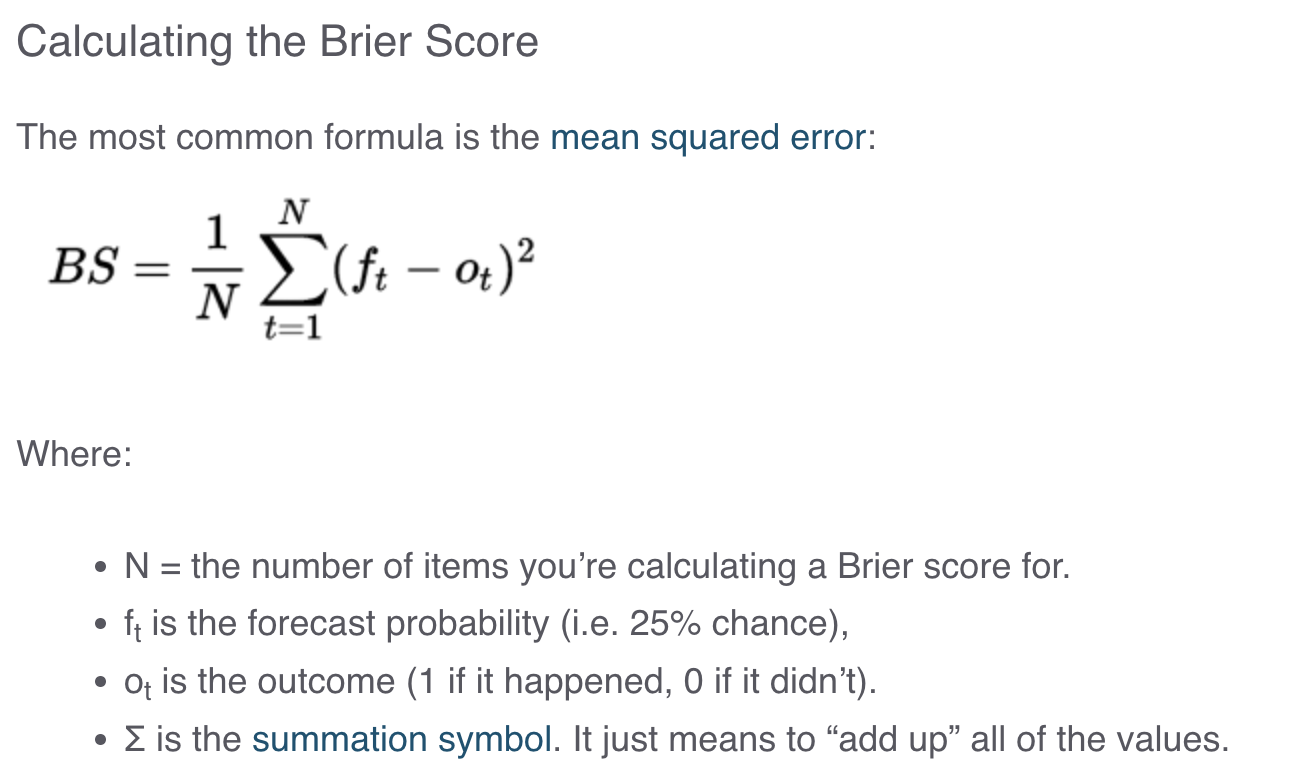 Calculating the Brier Score
The most common formula is the mean squared error:
BS = \frac{1}{N} \sum_{t=1}^{N} (f_t - o_t)^2
Where:
• N = the number of items you’re calculating a Brier score for.
• f_t is the forecast probability (i.e. 25% chance),
• o_t is the outcome (1 if it happened, 0 if it didn’t).
• Σ is the summation symbol. It just means to “add up” all of the values.